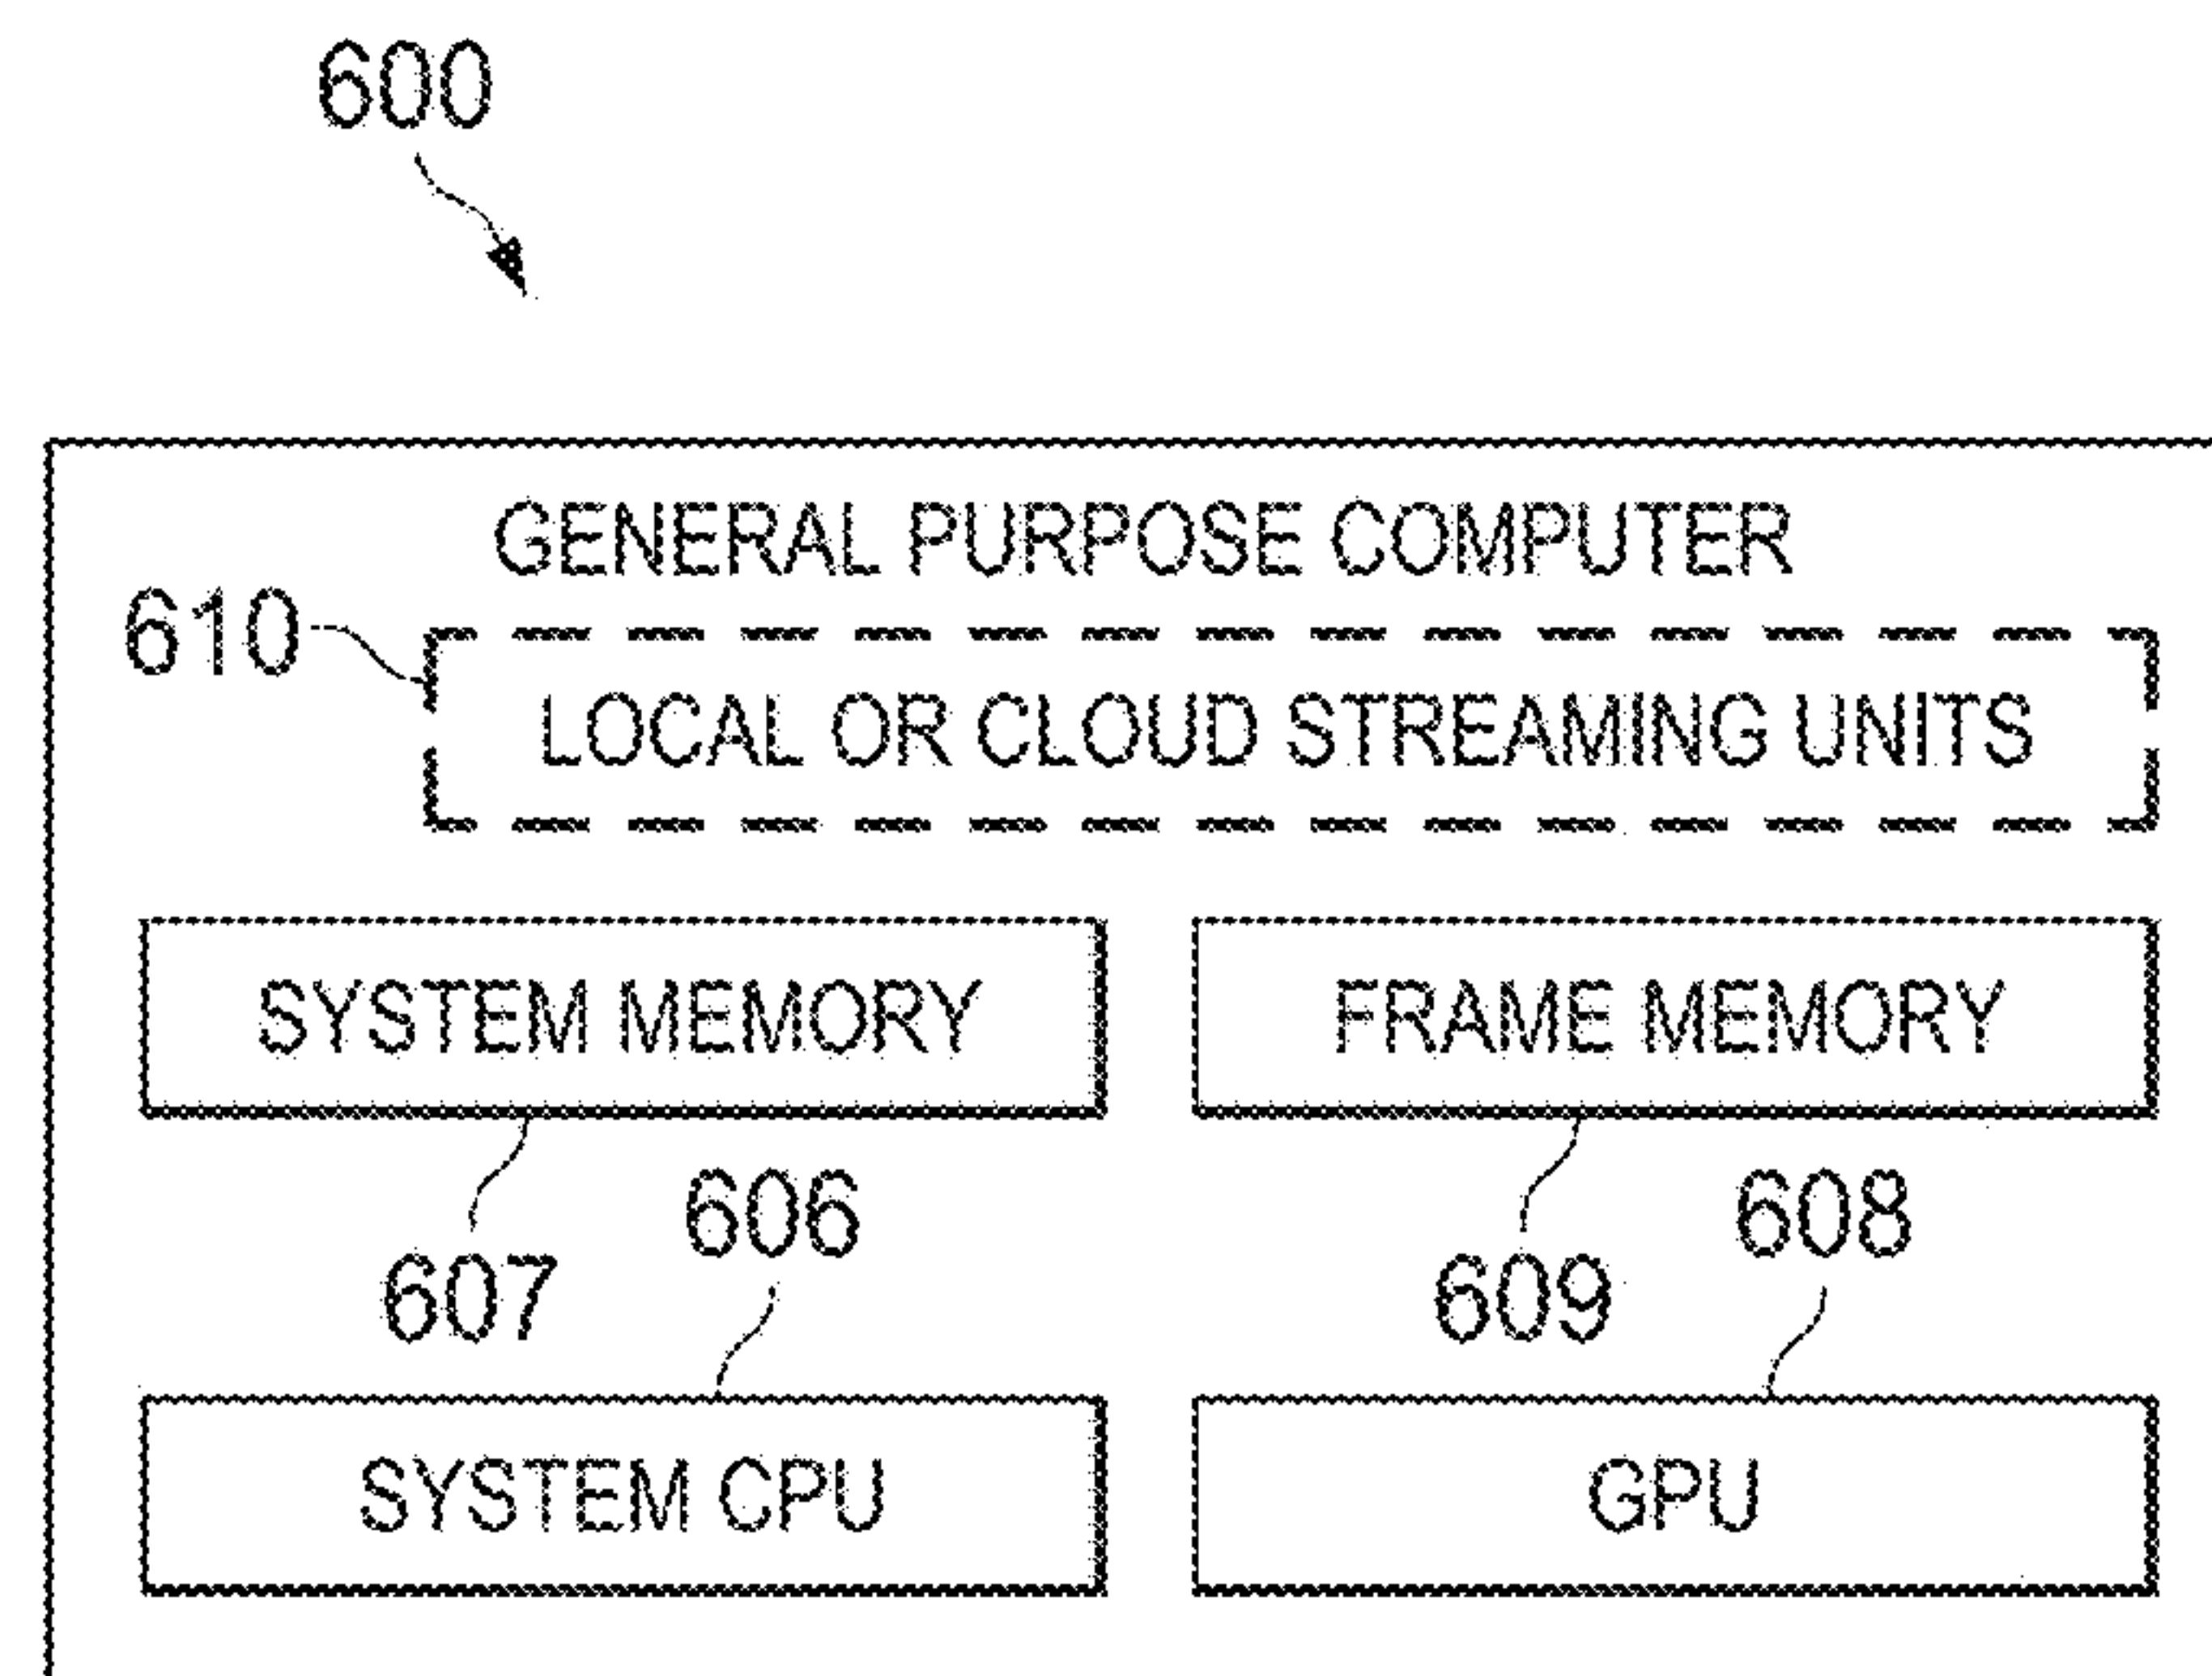 600
GENERAL PURPOSE COMPUTER
610
LOCAL OR CLOUD STREAMING UNITS
SYSTEM MEMORY
FRAME MEMORY
607
606
609
608
SYSTEM CPU
GPU